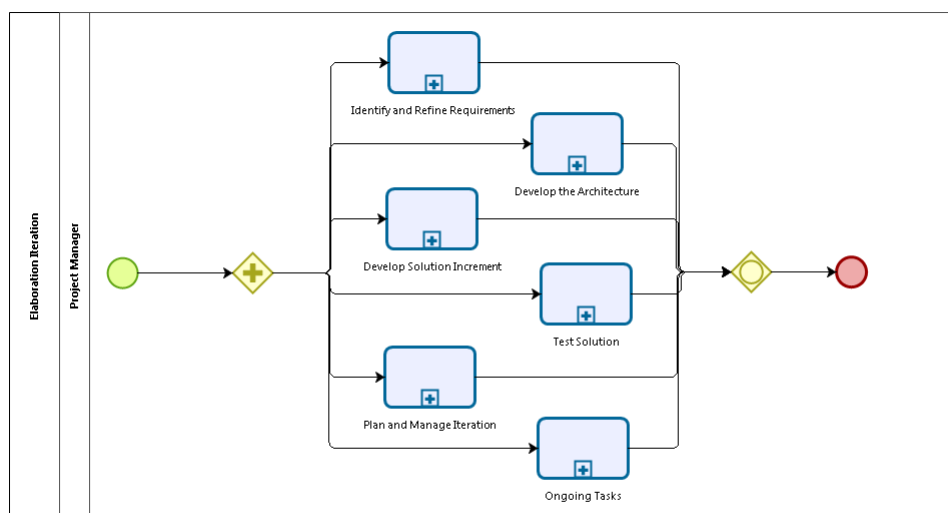 Elaboration Iteration
Project Manager
Identify and Refine Requirements
Develop the Architecture
Develop Solution Increment
Test Solution
Plan and Manage Iteration
Ongoing Tasks